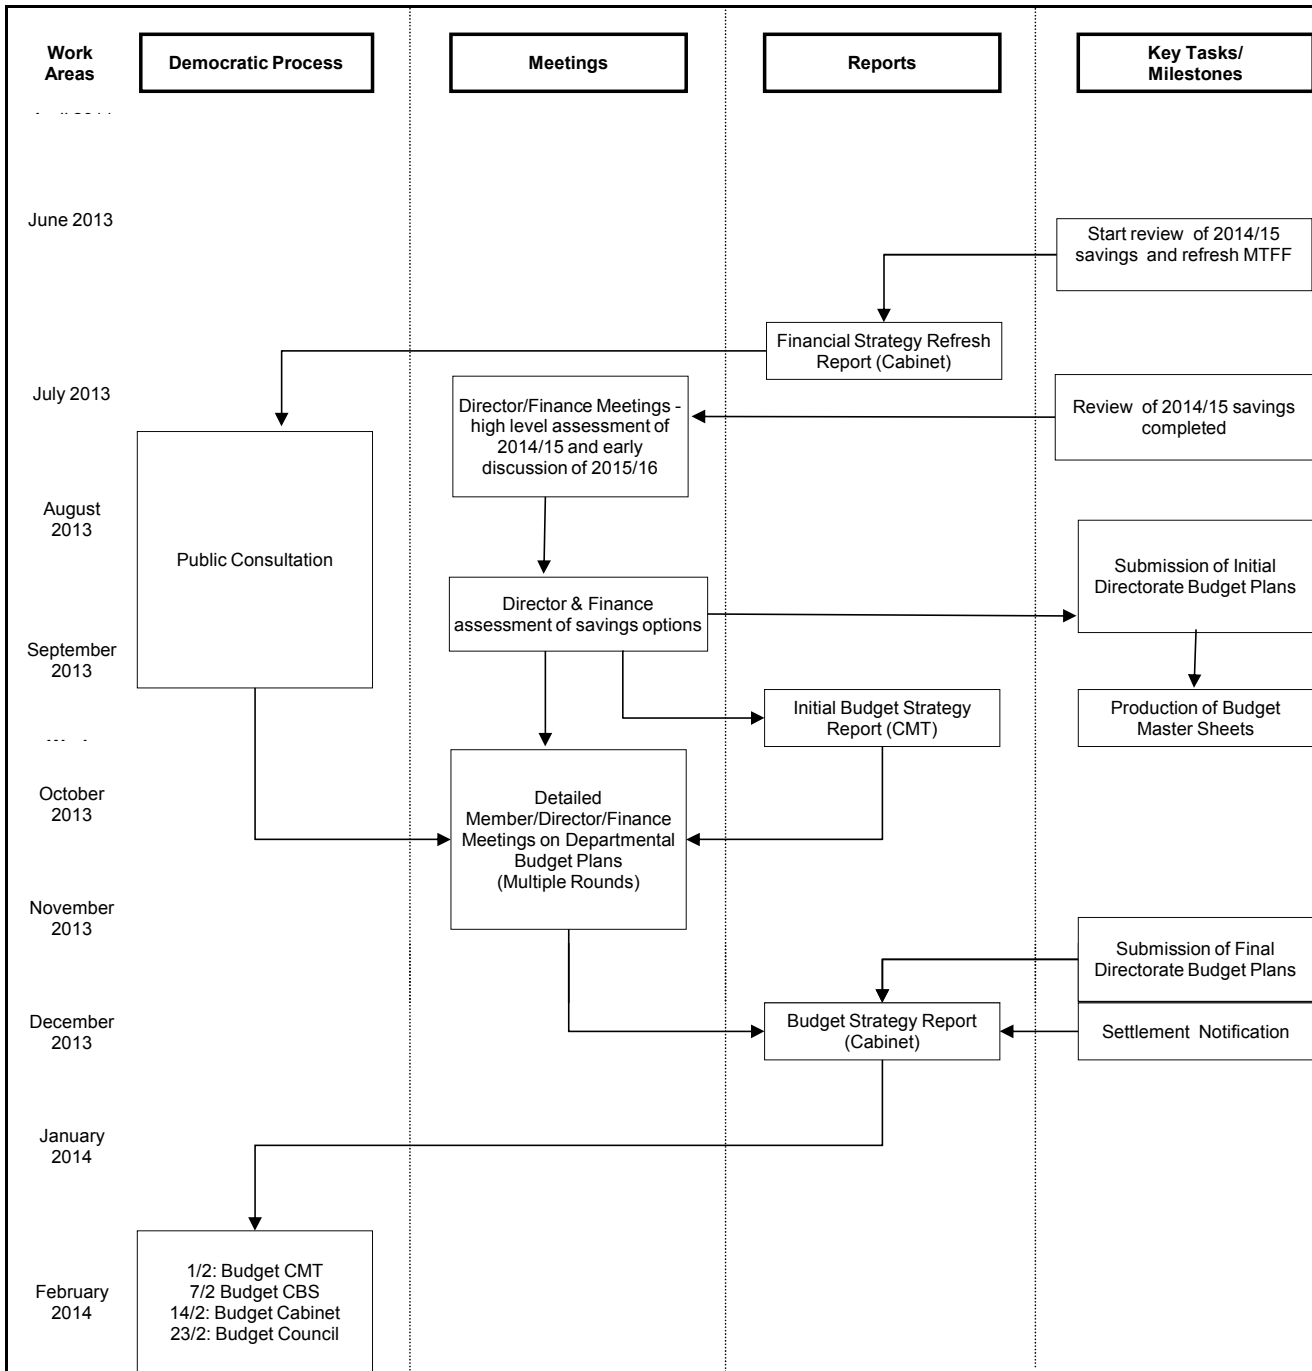 Work
Areas
Democratic Process
Meetings
Reports
Key Tasks/
Milestones
June 2013
Start review of 2014/15
savings and refresh MTFF
Financial Strategy Refresh
Report (Cabinet)
July 2013
Director/Finance Meetings -
high level assessment of
2014/15 and early
discussion of 2015/16
Review of 2014/15 savings
completed
August
2013
Public Consultation
Submission of Initial
Directorate Budget Plans
Director & Finance
assessment of savings options
September
2013
Initial Budget Strategy
Report (CMT)
Production of Budget
Master Sheets
October
2013
Detailed
Member/Director/Finance
Meetings on Departmental
Budget Plans
(Multiple Rounds)
November
2013
Submission of Final
Directorate Budget Plans
December
2013
Budget Strategy Report
(Cabinet)
Settlement Notification
January
2014
February
2014
1/2: Budget CMT
7/2 Budget CBS
14/2: Budget Cabinet
23/2: Budget Council